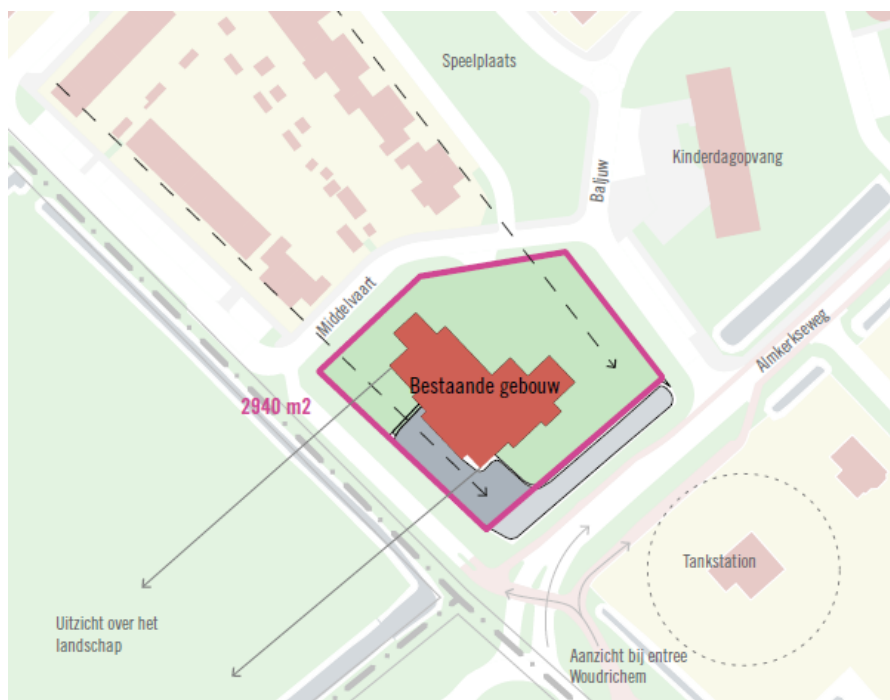 Speelplaats
Kinderdagopvang
Baljuw
Middelvaart
Almkerkseweg
Bestaande gebouw
2940 m2
Tankstation
Uitzicht over het
landschap
Aanzicht bij entree
Woudrichem